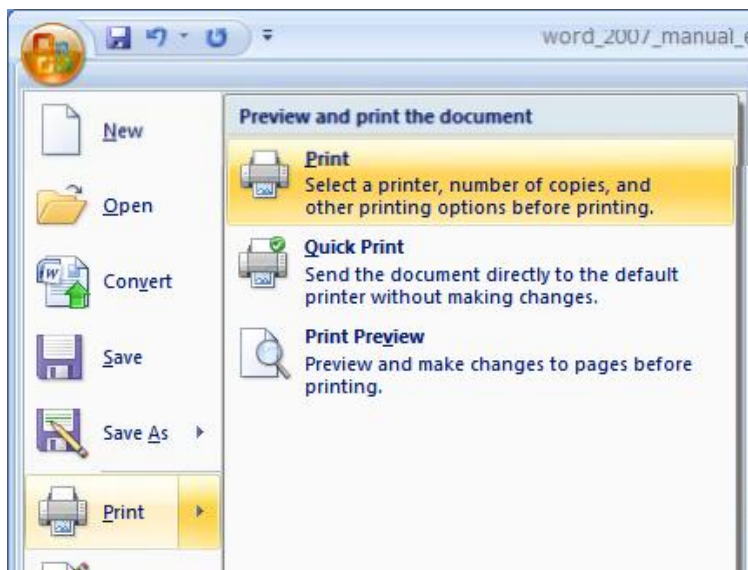 word_2007_manual_e
New
Open
Convert
Save
Save As
Print
Preview and print the document
Print
Select a printer, number of copies, and
other printing options before printing.
Quick Print
Send the document directly to the default
printer without making changes.
Print Preview
Preview and make changes to pages before
printing.